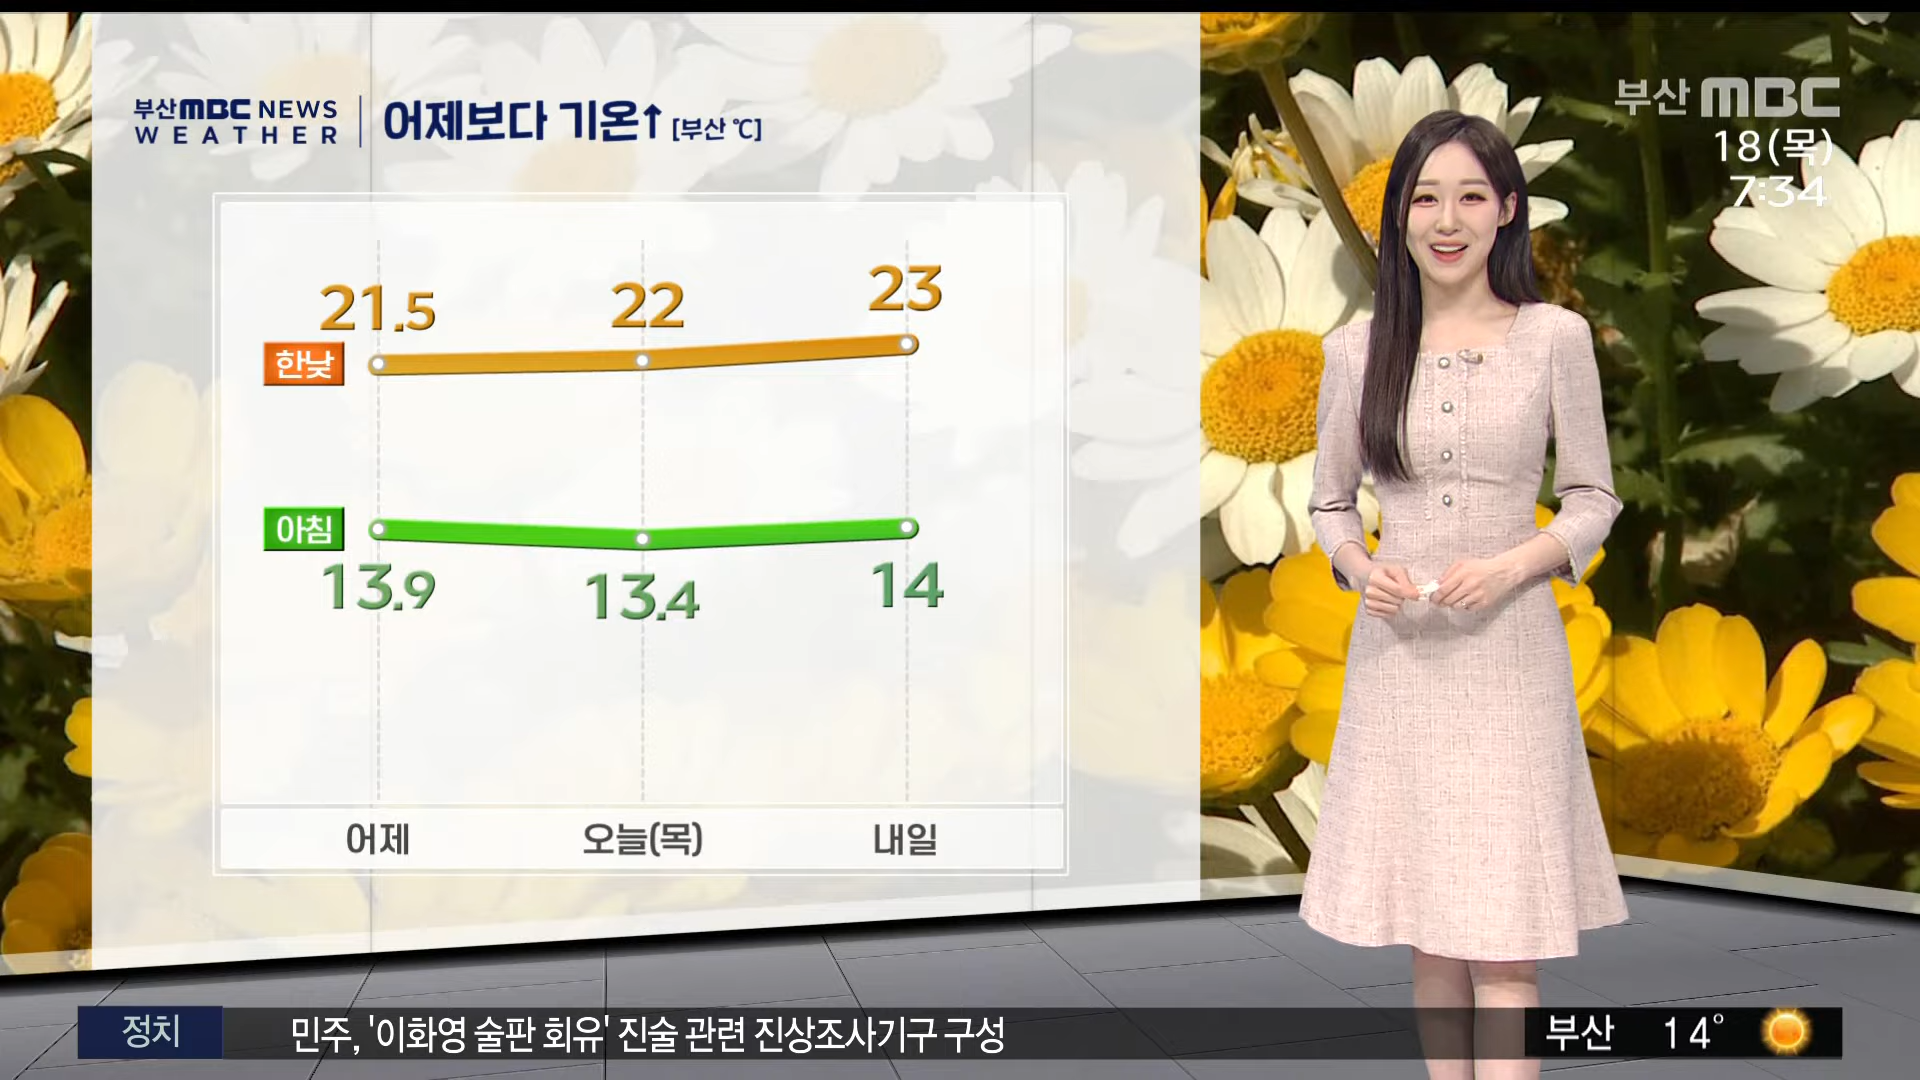 부산MBC NEWS
WEATHER
어제보다 기온↑ [부산 ℃]
부산 MBC
18(목)
7:34
21.5 22 23
한낮
아침
13.9 13.4 14
어제 오늘(목) 내일
정치 민주, '이화영 술판 회유' 진술 관련 진상조사기구 구성
부산 14°